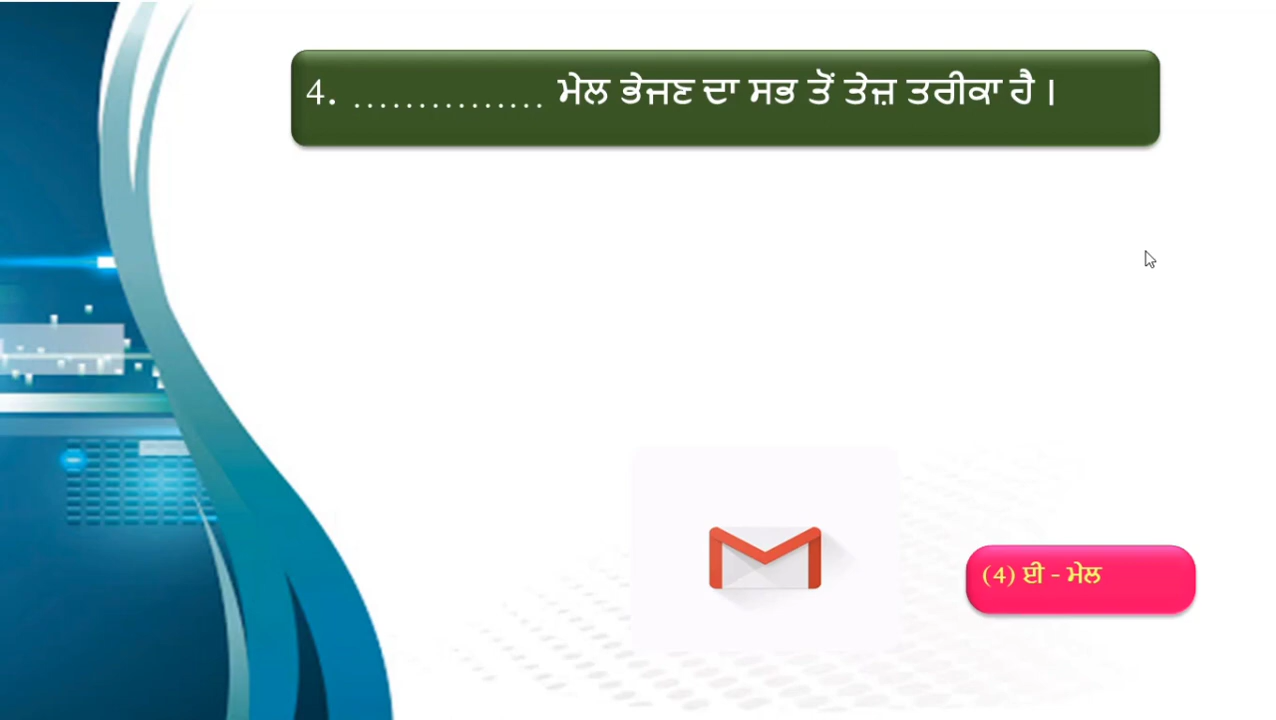 4. ............... ਮੇਲ ਭੇਜਣ ਦਾ ਸਭ ਤੋਂ ਤੇਜ਼ ਤਰੀਕਾ ਹੈ ।
(4) ਈ - ਮੇਲ